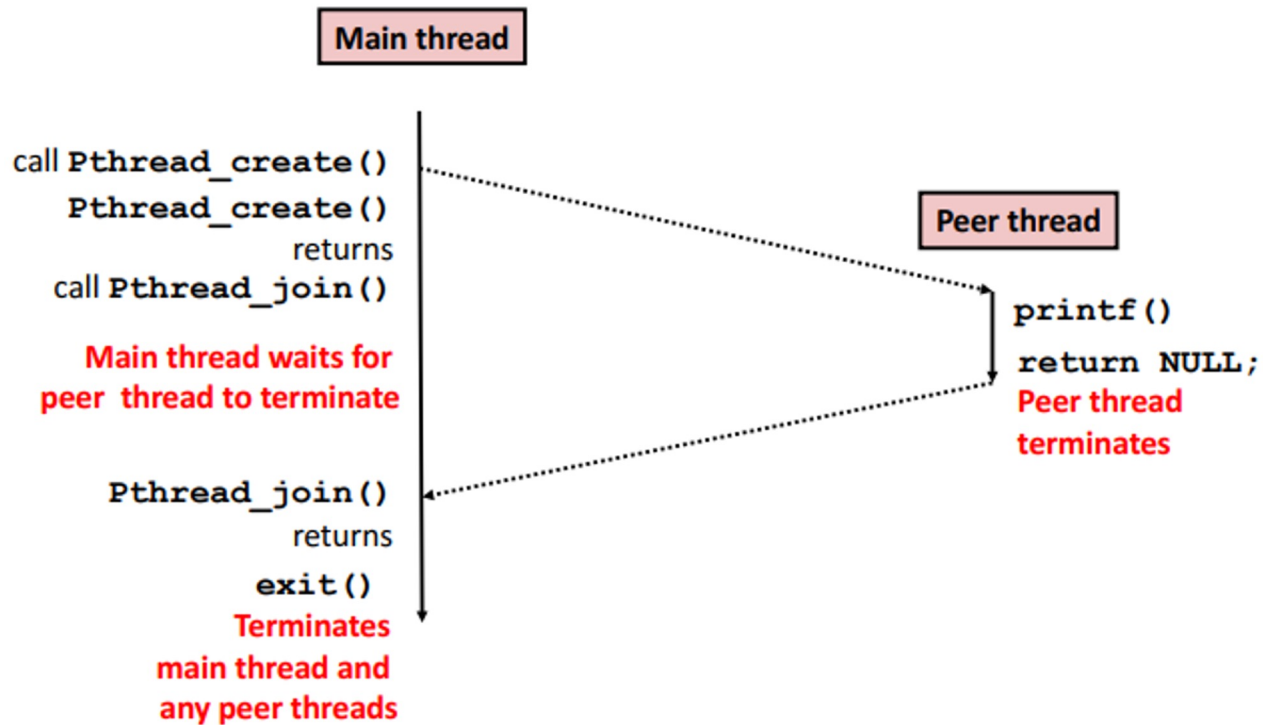 Main thread
call Pthread_create()
Pthread_create()
returns
call Pthread_join()
Main thread waits for
peer thread to terminate
Pthread_join()
returns
exit()
Terminates
main thread and
any peer threads
Peer thread
printf()
return NULL;
Peer thread
terminates